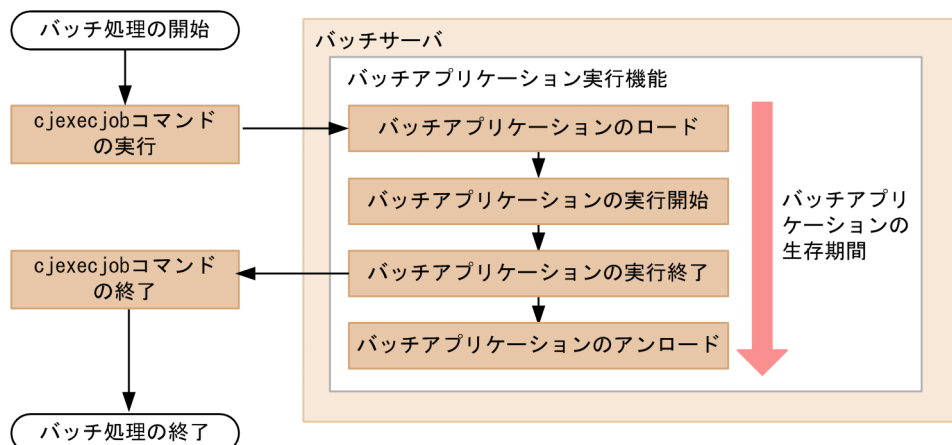 バッチ処理の開始
cjexecjobコマンド
の実行
cjexecjobコマンド
の終了
バッチ処理の終了
バッチサーバ
バッチアプリケーション実行機能
バッチアプリケーションのロード
バッチアプリケーションの実行開始
バッチアプリケーションの実行終了
バッチアプリケーションのアンロード
バッチアプリ
ケーションの
生存期間